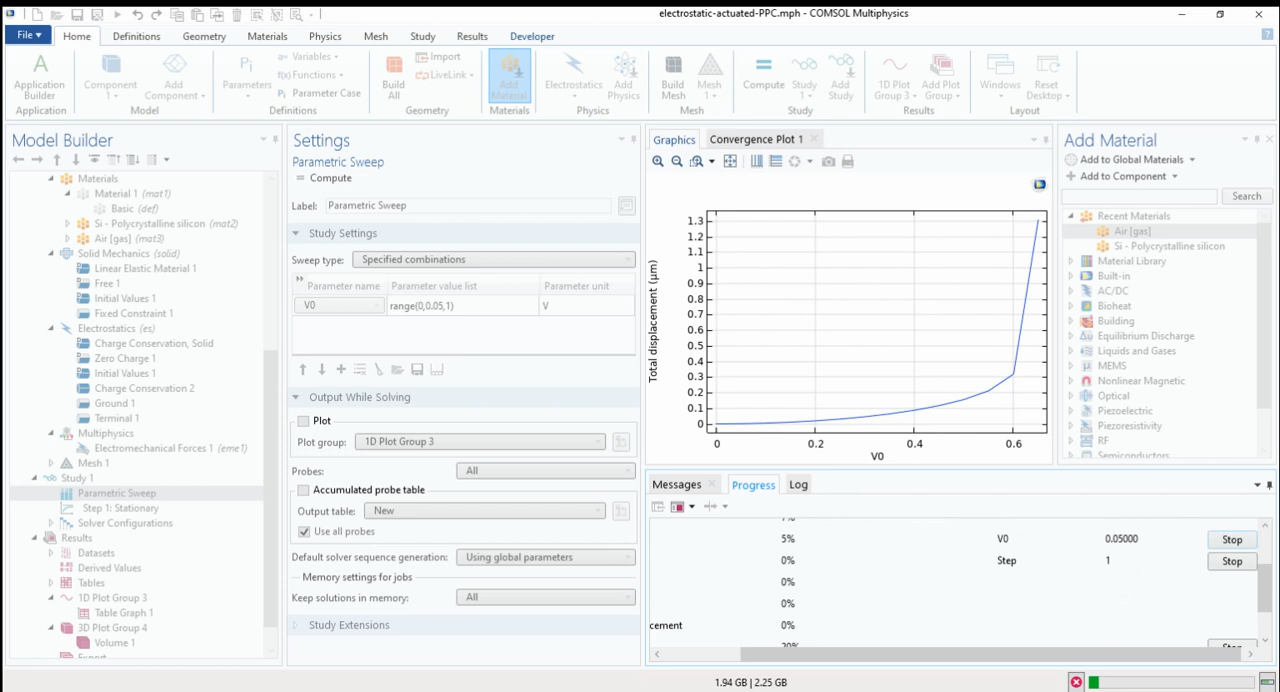 electrostatic-actuated-PPC.mph - COMSOL Multiphysics
File Home Definitions Geometry Materials Physics Mesh Study Results Developer
A Pi a= Variables Import
f(x) Functions LiveLink
Pi Parameter Case
Application Builder
Component 1
Add Component
Parameters
Build All
Add Material
Electrostatics
Add Physics
Build Mesh
Mesh 1
Compute
Study 1
Add Study
1D Plot Group 3
Add Plot Group
Windows
Reset Desktop
Application Model Definitions Geometry Materials Physics Mesh Study Results Layout
Model Builder
Materials
Material 1 (mat1)
Basic (def)
Si - Polycrystalline silicon (mat2)
Air [gas] (mat3)
Solid Mechanics (solid)
Linear Elastic Material 1
Free 1
Initial Values 1
Fixed Constraint 1
Electrostatics (es)
Charge Conservation, Solid
Zero Charge 1
Initial Values 1
Charge Conservation 2
Ground 1
Terminal 1
Multiphysics
Electromechanical Forces 1 (eme1)
Mesh 1
Study 1
Parametric Sweep
Step 1: Stationary
Solver Configurations
Results
Datasets
Derived Values
Tables
1D Plot Group 3
Table Graph 1
3D Plot Group 4
Volume 1
Export
Settings
Parametric Sweep
= Compute
Label: Parametric Sweep
Study Settings
Sweep type: Specified combinations
Parameter name Parameter value list Parameter unit
V0 range(0,0.05,1) V
Output While Solving
Plot
Plot group: 1D Plot Group 3
Probes: All
Accumulated probe table
Output table: New
Use all probes
Default solver sequence generation: Using global parameters
Memory settings for jobs
Keep solutions in memory: All
Study Extensions
Graphics Convergence Plot 1
Total displacement (μm)
1.3
1.2
1.1
1
0.9
0.8
0.7
0.6
0.5
0.4
0.3
0.2
0.1
0
0 0.2 0.4 0.6
V0
Messages Progress Log
5% V0 0.05000 Stop
0% Step 1 Stop
0%
0%
cement 0%
20% Stop
Add Material
Add to Global Materials
Add to Component
Search
Recent Materials
Air [gas]
Si - Polycrystalline silicon
Material Library
Built-in
AC/DC
Bioheat
Building
Equilibrium Discharge
Liquids and Gases
MEMS
Nonlinear Magnetic
Optical
Piezoelectric
Piezoresistivity
RF
Semiconductors
1.94 GB | 2.25 GB